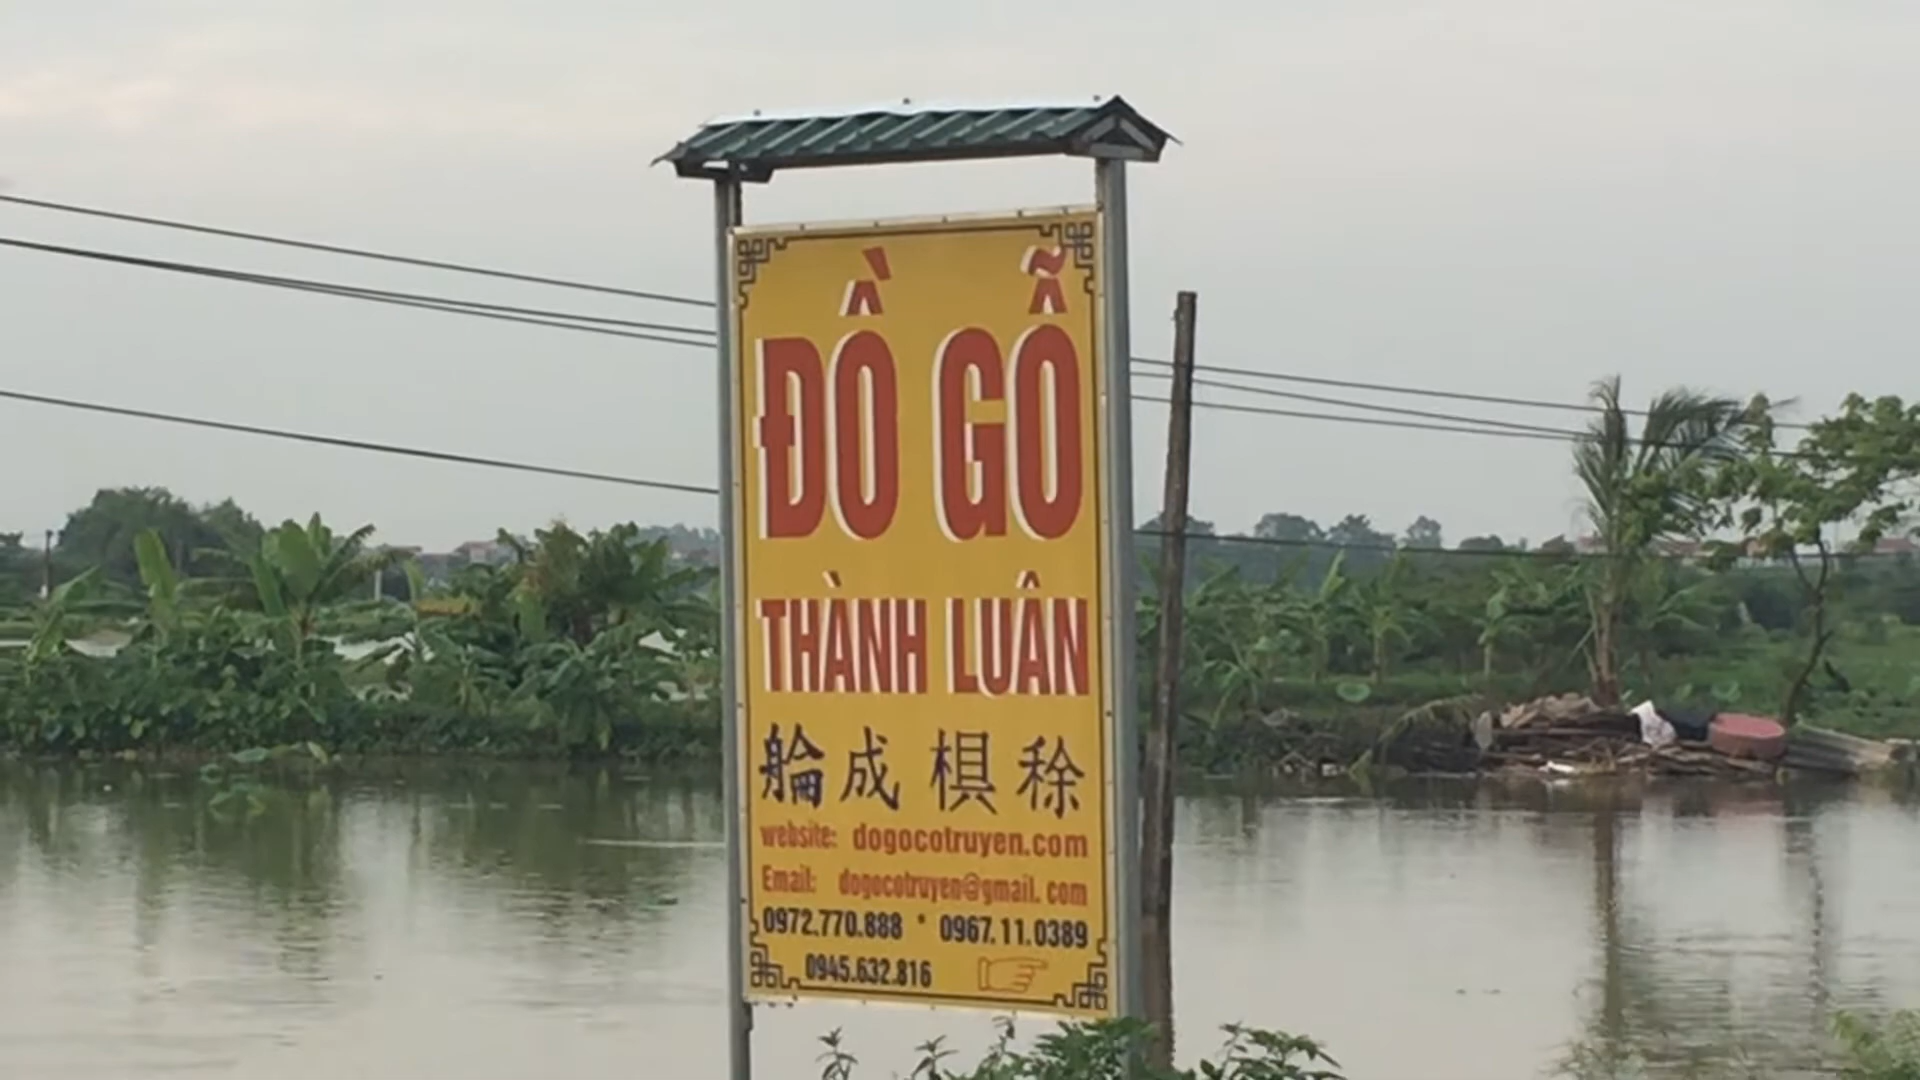 ĐỒ GỖ
THÀNH LUÂN
艑成 椇稌
website: dogocotruyen.com
Email: dogocotruyen@gmail. com
0972.770.888 * 0967.11.0389
0945.632.816